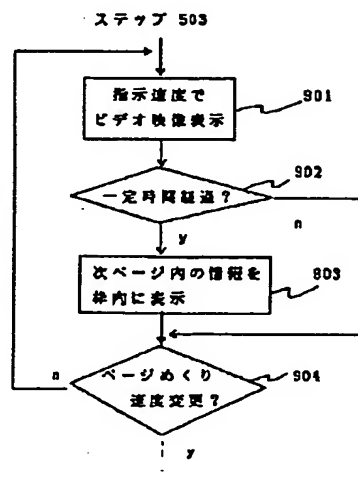 ステップ 503
指示速度で
ビデオ映像表示
901
一定時間経過?
902
n
y
次ページ内の情報を
枠内に表示
903
ページめくり
速度変更?
904
n
y